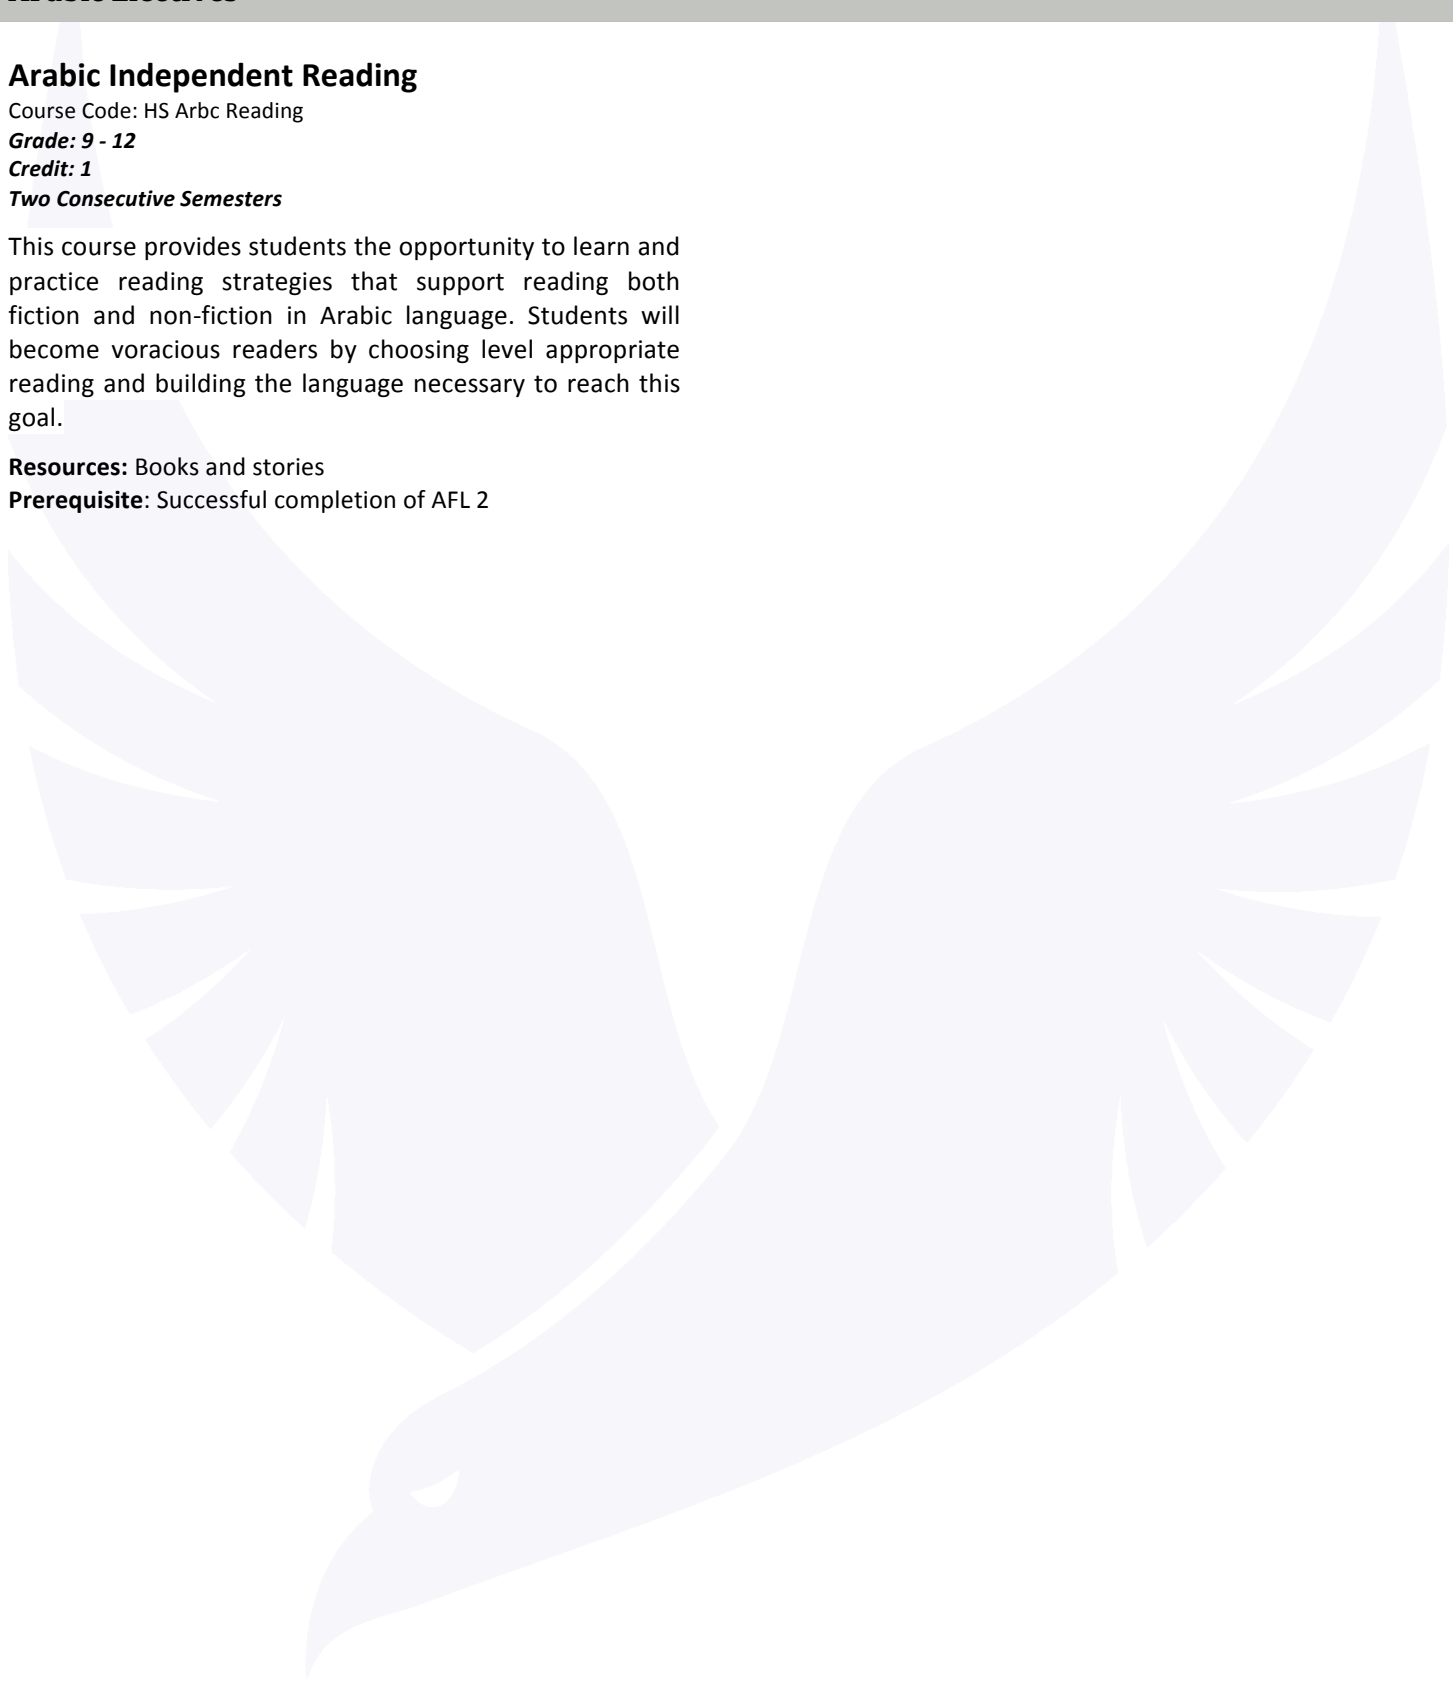 Arabic Electives
Arabic Independent Reading
Course Code: HS Arbc Reading
Grade: 9 - 12
Credit: 1
Two Consecutive Semesters
This course provides students the opportunity to learn and
practice reading strategies that support reading both
fiction and non-fiction in Arabic language. Students will
become voracious readers by choosing level appropriate
reading and building the language necessary to reach this
goal.
Resources: Books and stories
Prerequisite: Successful completion of AFL 2